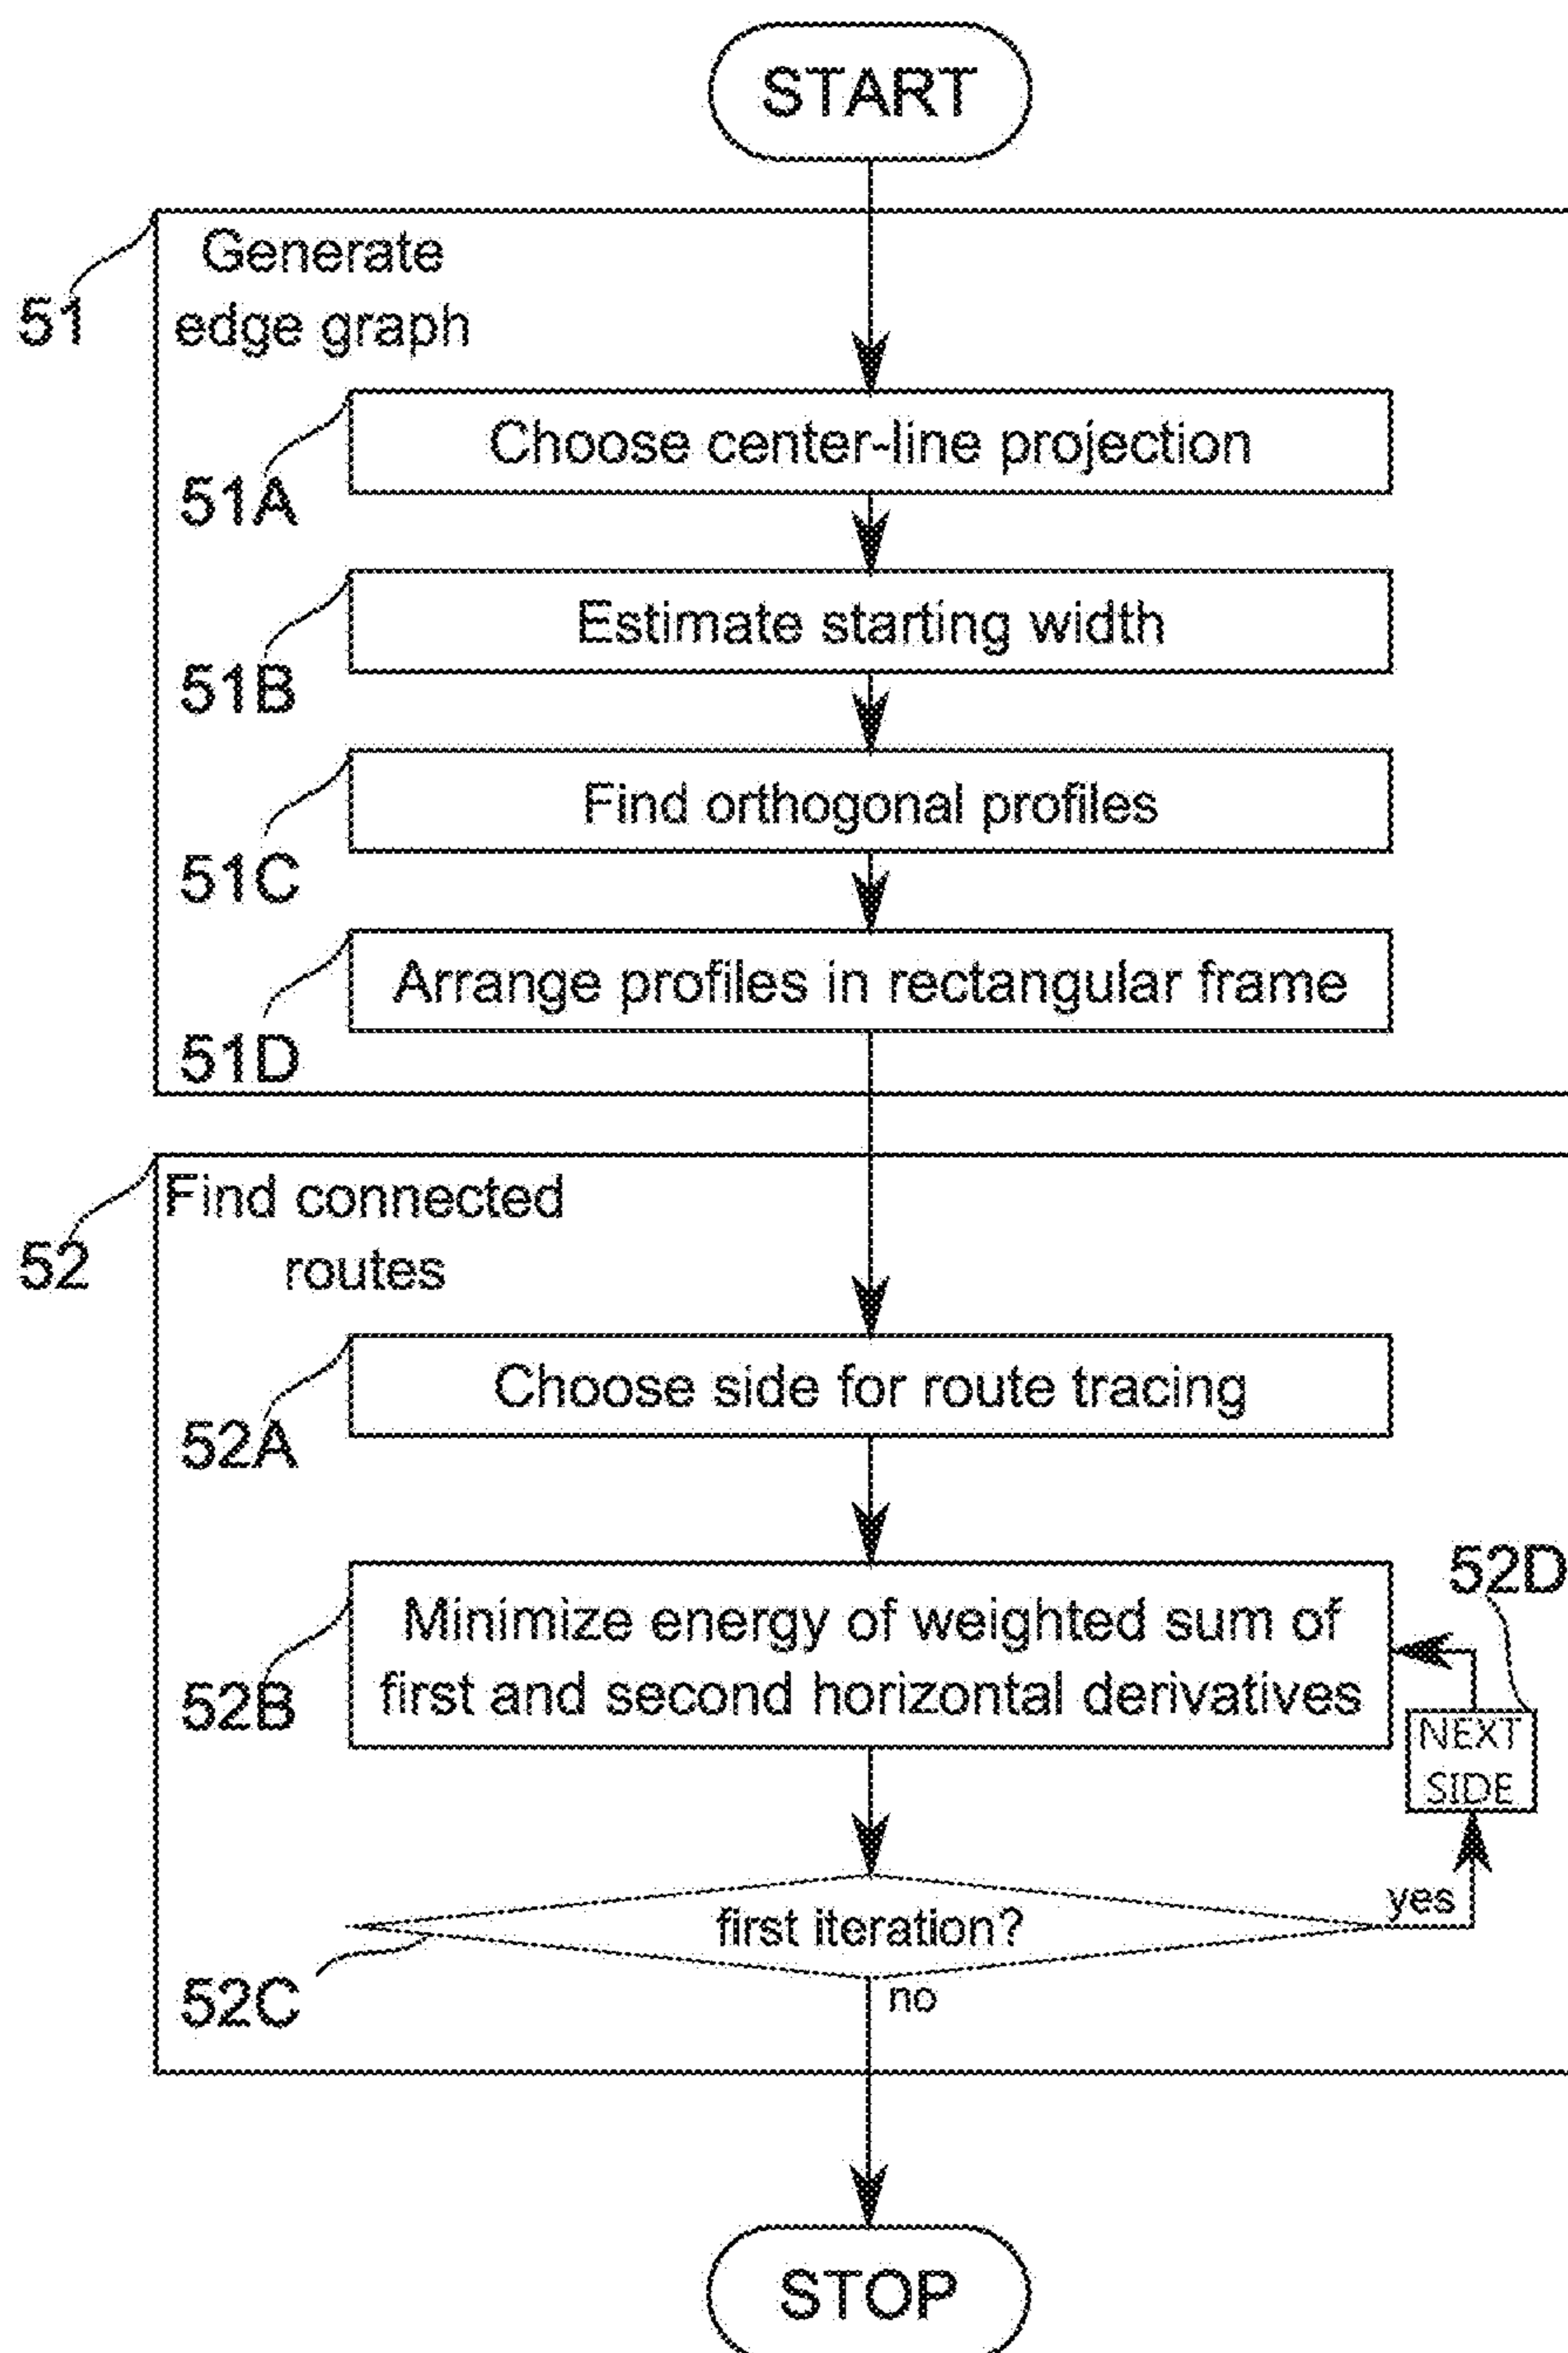 START
Generate
edge graph
51
Choose center-line projection
51A
Estimate starting width
51B
Find orthogonal profiles
51C
Arrange profiles in rectangular frame
51D
Find connected
routes
52
Choose side for route tracing
52A
52D
Minimize energy of weighted sum of
first and second horizontal derivatives
52B
NEXT
SIDE
yes
first iteration?
52C
no
STOP